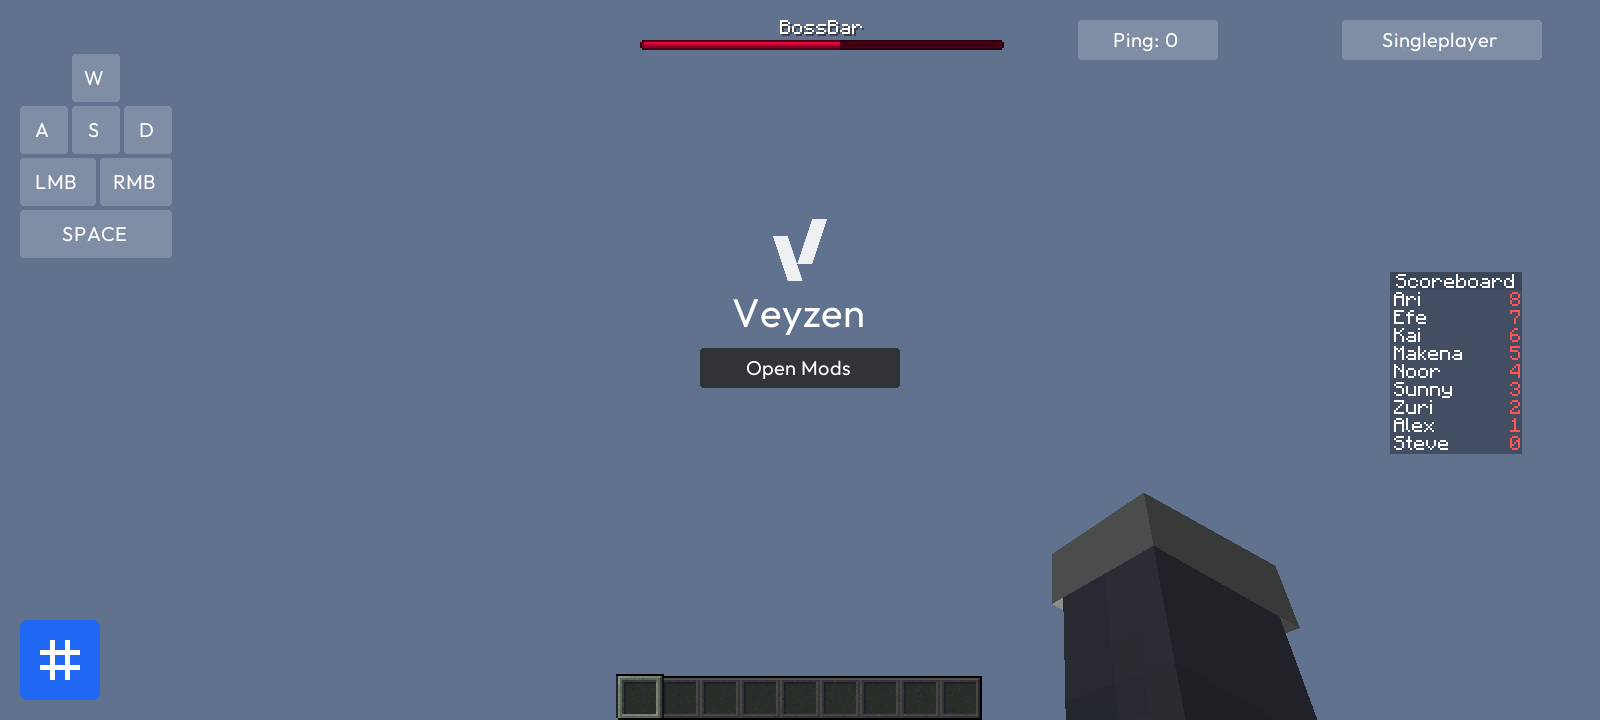 BossBar
Ping: 0
Singleplayer
W
A S D
LMB RMB
SPACE
Veyzen
Open Mods
Scoreboard
Ari 8
Efe 7
Kai 6
Makena 5
Noor 4
Sunny 3
Zuri 2
Alex 1
Steve 0
#